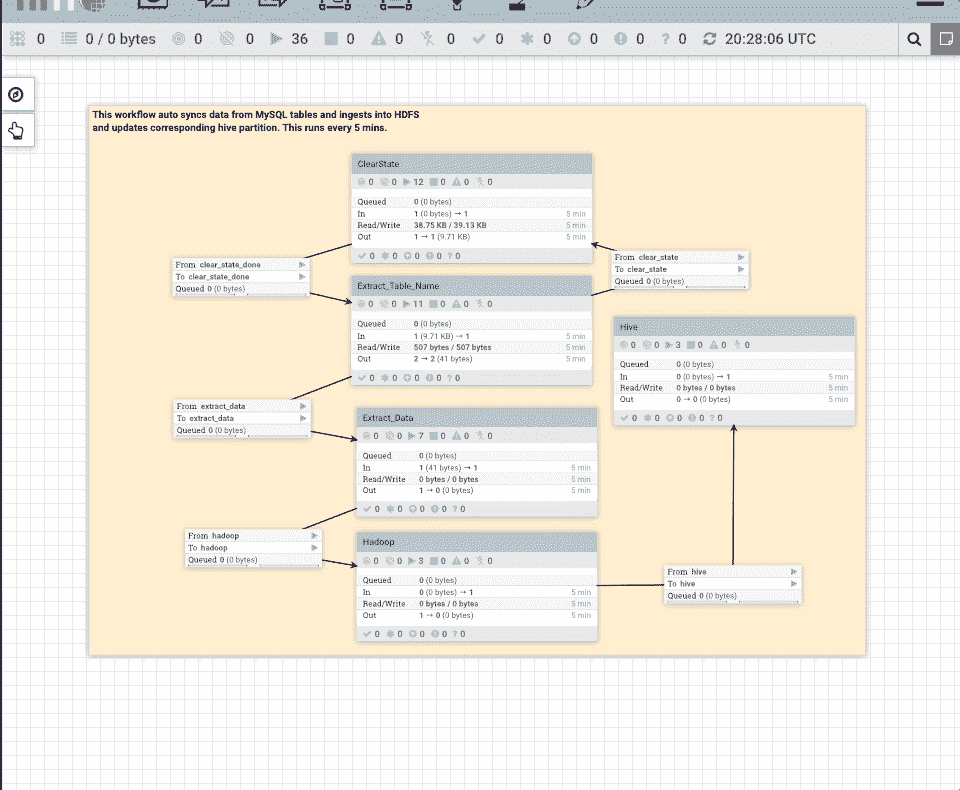 0 0 / 0 bytes 0 0 36 0 0 0 0 0 0 0 ? 0 20:28:06 UTC
This workflow auto syncs data from MySQL tables and ingests into HDFS
and updates corresponding hive partition. This runs every 5 mins.
ClearState
0 0 12 0 0 0
Queued 0 (0 bytes)
In 1 (0 bytes) → 1 5 min
Read/Write 38.75 KB / 39.13 KB 5 min
Out 1 → 1 (9.71 KB) 5 min
0 0 0 0 ? 0
From clear_state_done
To clear_state_done
Queued 0 (0 bytes)
From clear_state
To clear_state
Queued 0 (0 bytes)
Extract_Table_Name
0 0 11 0 0 0
Queued 0 (0 bytes)
In 1 (9.71 KB) → 1 5 min
Read/Write 507 bytes / 507 bytes 5 min
Out 2 → 2 (41 bytes) 5 min
0 0 0 0 ? 0
Hive
0 0 3 0 0 0
Queued 0 (0 bytes)
In 0 (0 bytes) → 1 5 min
Read/Write 0 bytes / 0 bytes 5 min
Out 0 → 0 (0 bytes) 5 min
0 0 0 0 ? 0
From extract_data
To extract_data
Queued 0 (0 bytes)
Extract_Data
0 0 7 0 0 0
Queued 0 (0 bytes)
In 1 (41 bytes) → 1 5 min
Read/Write 0 bytes / 0 bytes 5 min
Out 1 → 0 (0 bytes) 5 min
0 0 0 0 ? 0
From hadoop
To hadoop
Queued 0 (0 bytes)
Hadoop
0 0 3 0 0 0
Queued 0 (0 bytes)
In 0 (0 bytes) → 1 5 min
Read/Write 0 bytes / 0 bytes 5 min
Out 1 → 0 (0 bytes) 5 min
0 0 0 0 ? 0
From hive
To hive
Queued 0 (0 bytes)